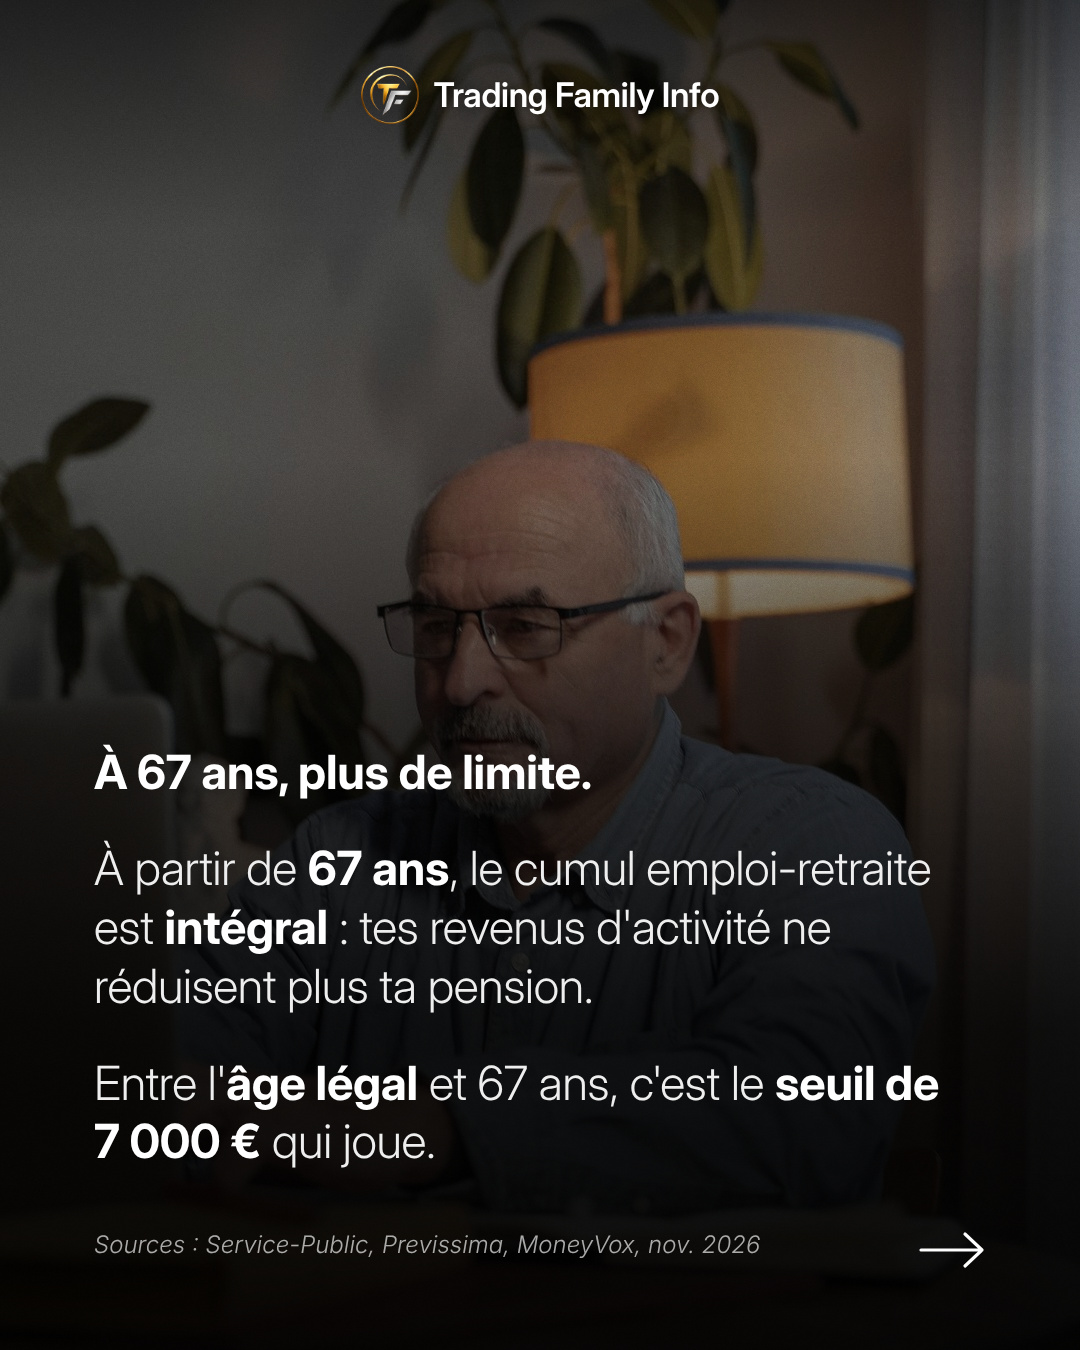 TF Trading Family Info
À 67 ans, plus de limite.
À partir de 67 ans, le cumul emploi-retraite
est intégral : tes revenus d'activité ne
réduisent plus ta pension.
Entre l'âge légal et 67 ans, c'est le seuil de
7 000 € qui joue.
Sources : Service-Public, Previssima, MoneyVox, nov. 2026